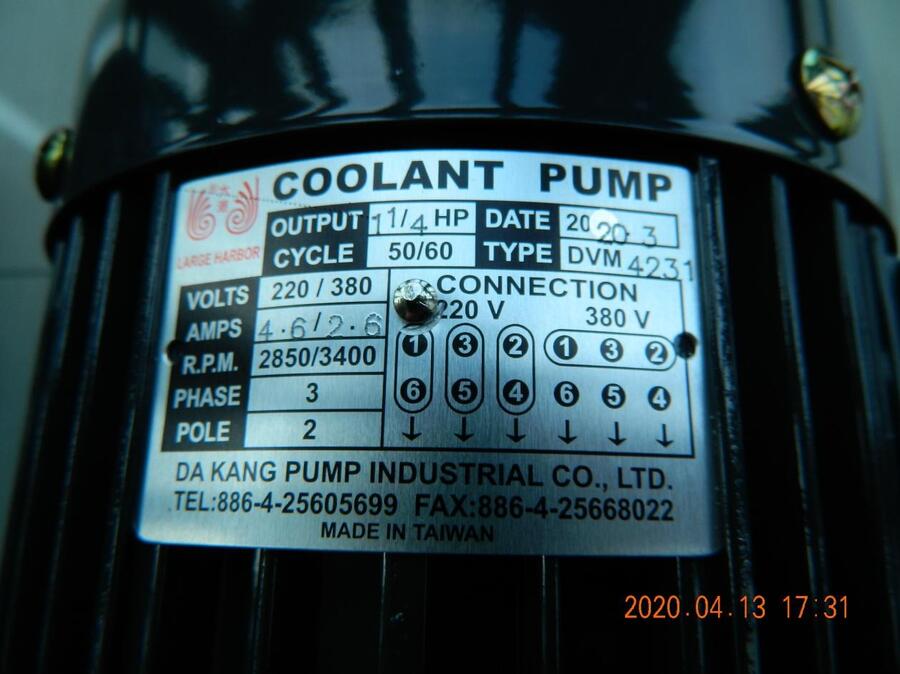 COOLANT PUMP
LARGE HARBOR
OUTPUT 1 1/4 HP DATE 2020 3
CYCLE 50/60 TYPE DVM 4231
VOLTS 220 / 380
AMPS 4.6/2.6
R.P.M. 2850/3400
PHASE 3
POLE 2
CONNECTION
220 V 380 V
1 3 2 1 3 2
6 5 4 6 5 4
↓ ↓ ↓ ↓ ↓ ↓
DA KANG PUMP INDUSTRIAL CO., LTD.
TEL:886-4-25605699 FAX:886-4-25668022
MADE IN TAIWAN
2020.04.13 17:31